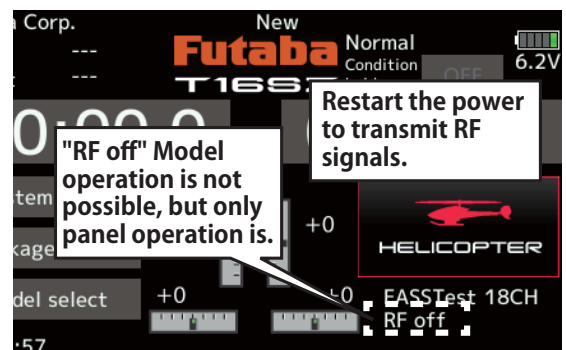 Corp.
New
---
Futaba
Normal
Condition
6.2V
---
T16SZ
OFF
Restart the power
to transmit RF
signals.
"RF off" Model
operation is not
possible, but only
panel operation is.
+0
HELICOPTER
+0
+0
FASSTest 18CH
RF off
select
:57